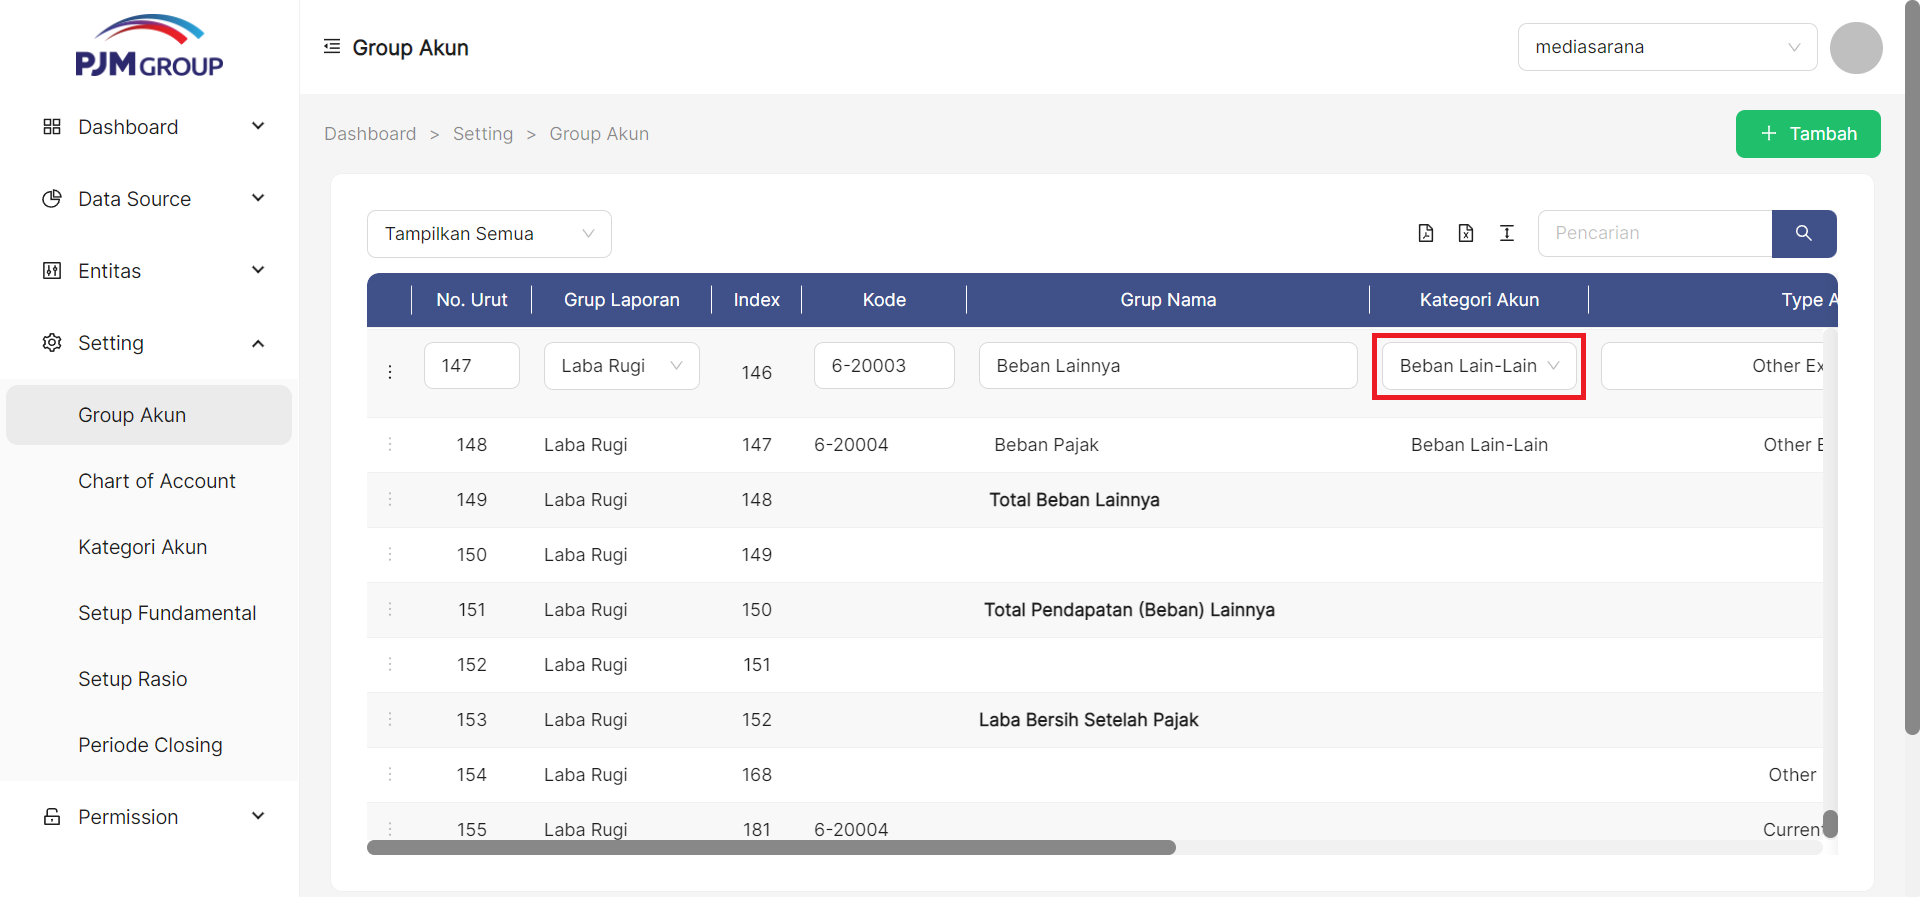 PJM GROUP
Group Akun
mediasarana
Dashboard
Data Source
Entitas
Setting
Group Akun
Chart of Account
Kategori Akun
Setup Fundamental
Setup Rasio
Periode Closing
Permission
Dashboard > Setting > Group Akun
+ Tambah
Tampilkan Semua
Pencarian
No. Urut Grup Laporan Index Kode Grup Nama Kategori Akun Type A
147 Laba Rugi 146 6-20003 Beban Lainnya Beban Lain-Lain Other Ex
148 Laba Rugi 147 6-20004 Beban Pajak Beban Lain-Lain Other E
149 Laba Rugi 148 Total Beban Lainnya
150 Laba Rugi 149
151 Laba Rugi 150 Total Pendapatan (Beban) Lainnya
152 Laba Rugi 151
153 Laba Rugi 152 Laba Bersih Setelah Pajak
154 Laba Rugi 168 Other
155 Laba Rugi 181 6-20004 Current